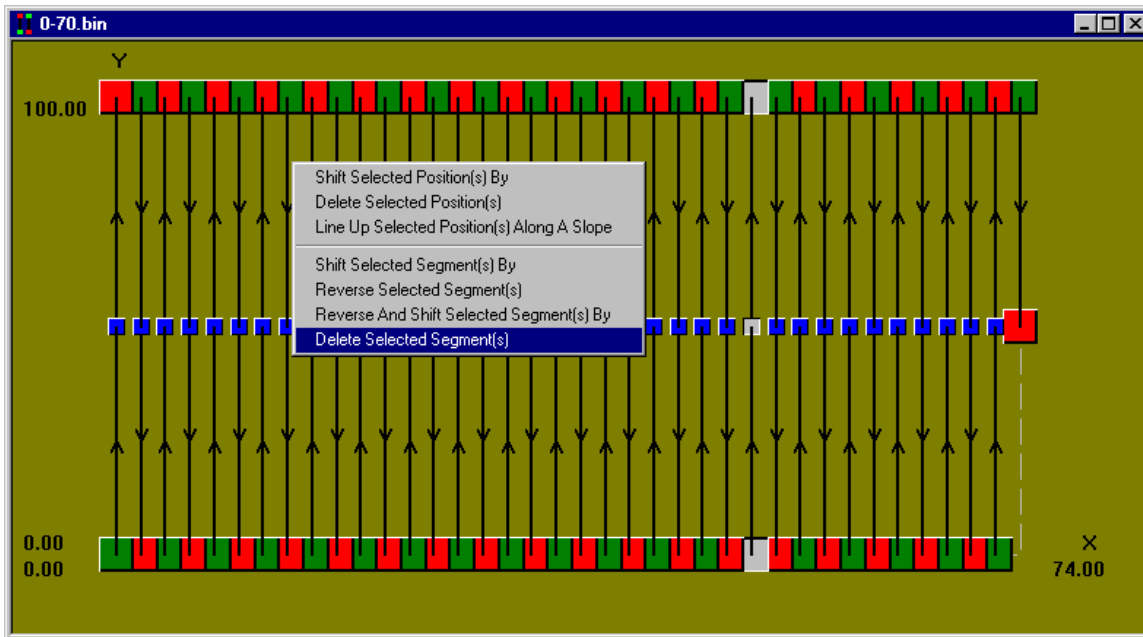 0-70.bin
Y
100.00
Shift Selected Position(s) By
Delete Selected Position(s)
Line Up Selected Position(s) Along A Slope
Shift Selected Segment(s) By
Reverse Selected Segment(s)
Reverse And Shift Selected Segment(s) By
Delete Selected Segment(s)
0.00
X
0.00
74.00